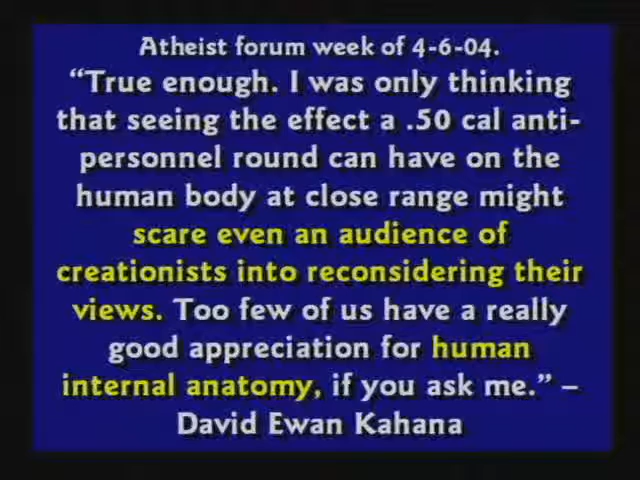 Atheist forum week of 4-6-04.
“True enough. I was only thinking
that seeing the effect a .50 cal anti-
personnel round can have on the
human body at close range might
scare even an audience of
creationists into reconsidering their
views. Too few of us have a really
good appreciation for human
internal anatomy, if you ask me.” –
David Ewan Kahana